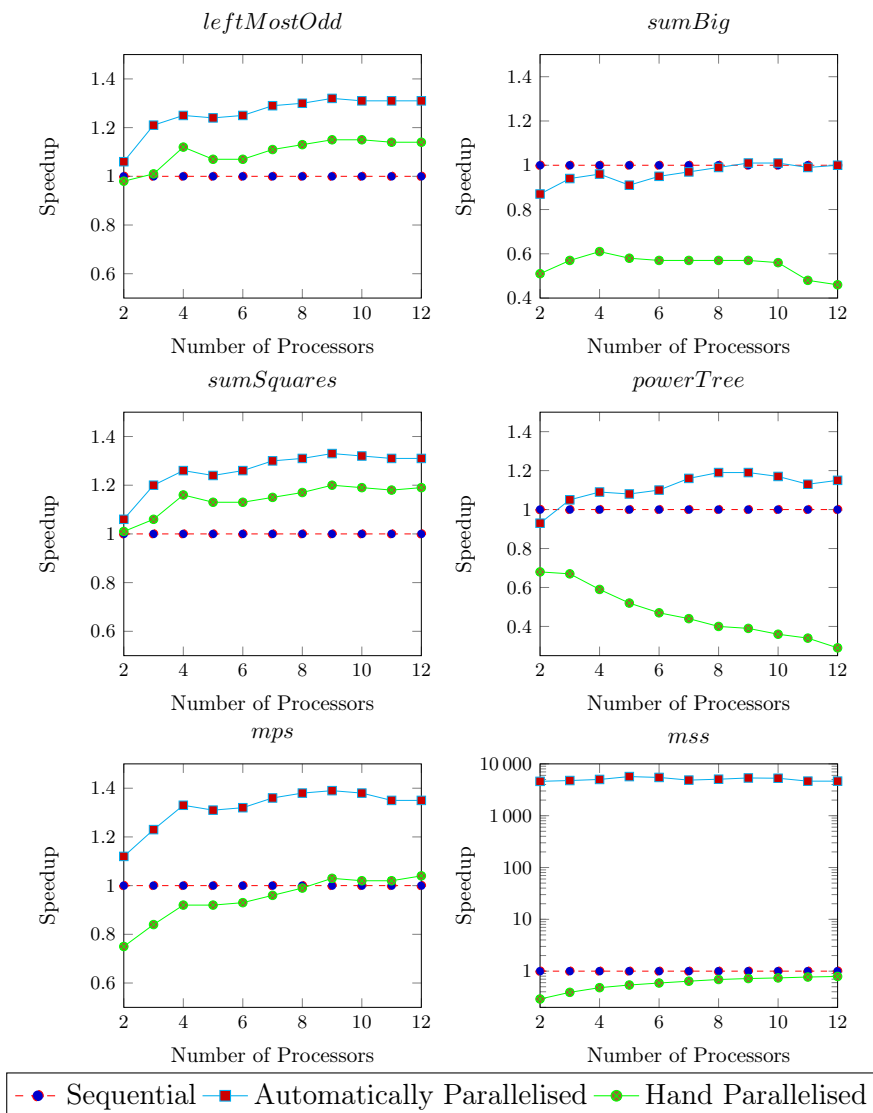 leftMostOdd
1.4
1.2
1
0.8
0.6
2 4 6 8 10 12
Speedup
Number of Processors
sumBig
1.4
1.2
1
0.8
0.6
0.4
2 4 6 8 10 12
Speedup
Number of Processors
sumSquares
1.4
1.2
1
0.8
0.6
2 4 6 8 10 12
Speedup
Number of Processors
powerTree
1.4
1.2
1
0.8
0.6
0.4
2 4 6 8 10 12
Speedup
Number of Processors
mps
1.4
1.2
1
0.8
0.6
2 4 6 8 10 12
Speedup
Number of Processors
mss
10 000
1 000
100
10
1
2 4 6 8 10 12
Speedup
Number of Processors
Sequential Automatically Parallelised Hand Parallelised